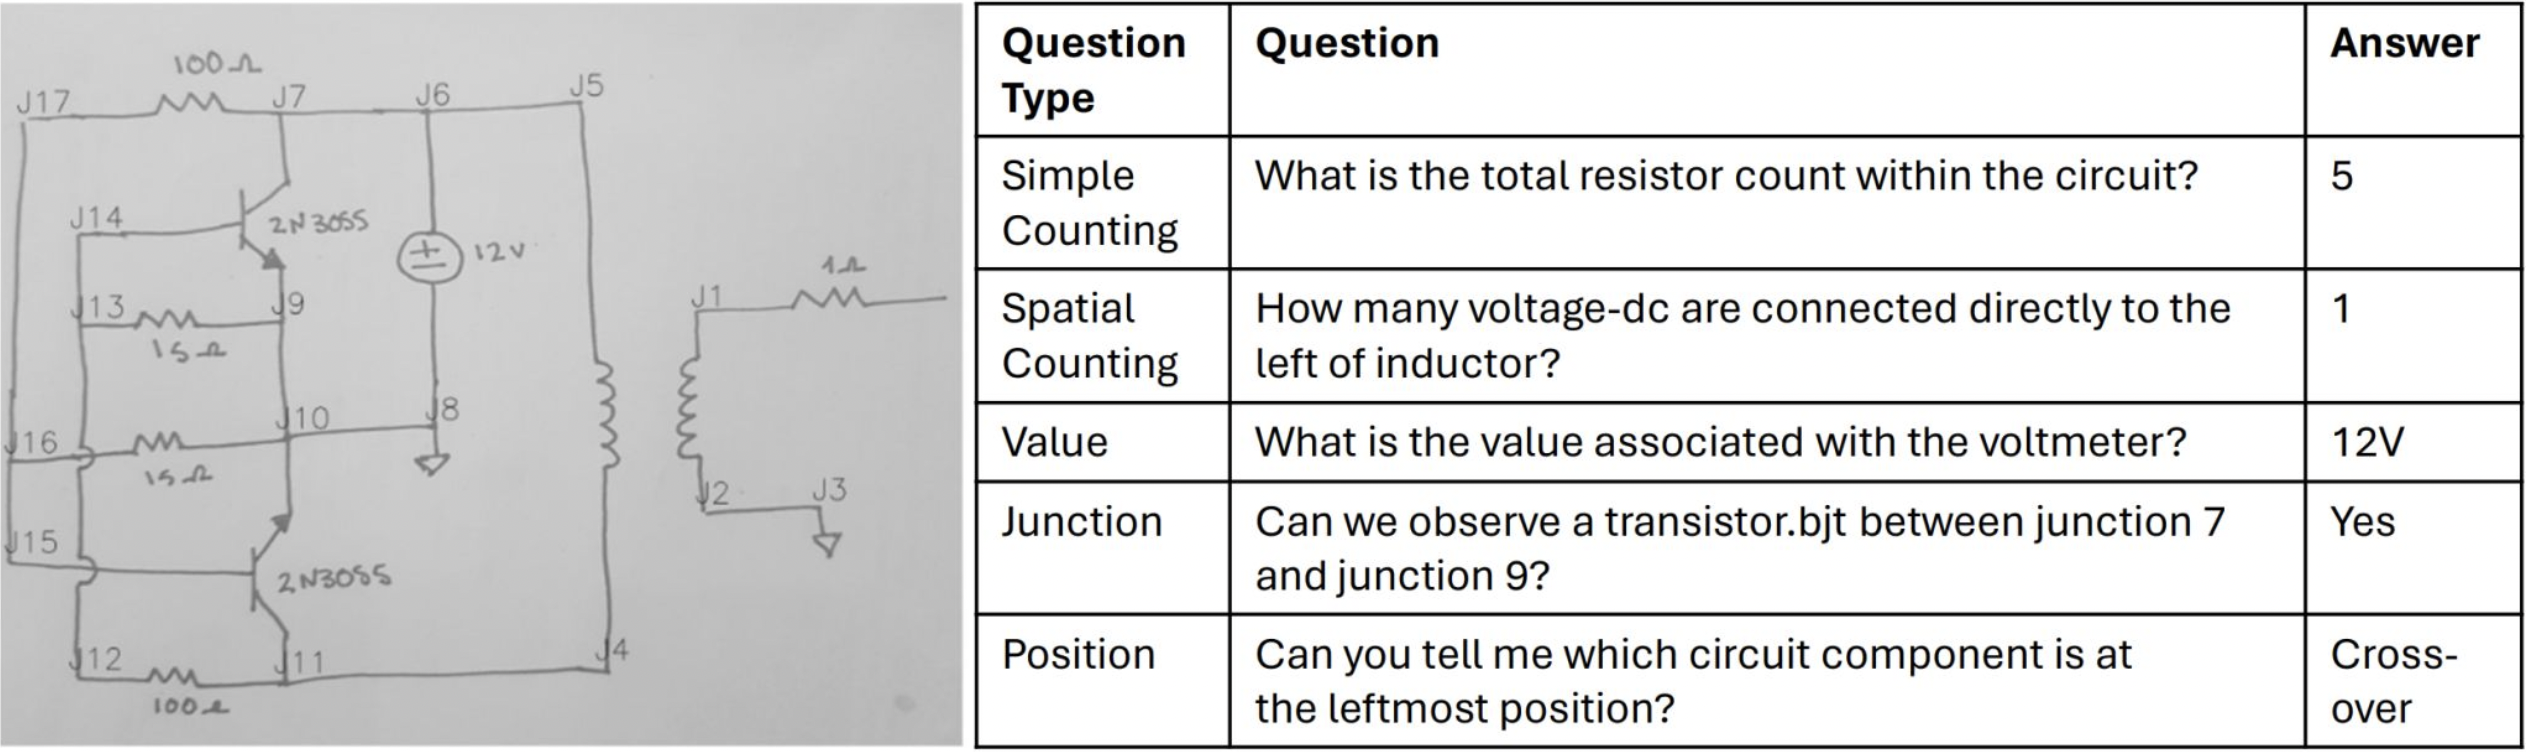 100Ω
J17
J7
J6
J5
J14
2N3055
12V
1Ω
J1
J13
J9
15Ω
J10
J8
J16
15Ω
J2
J3
J15
2N3055
J12
J11
J4
100Ω
Question Type
Question
Answer
Simple
Counting
What is the total resistor count within the circuit?
5
Spatial
Counting
How many voltage-dc are connected directly to the
left of inductor?
1
Value
What is the value associated with the voltmeter?
12V
Junction
Can we observe a transistor.bjt between junction 7
and junction 9?
Yes
Position
Can you tell me which circuit component is at
the leftmost position?
Cross-
over